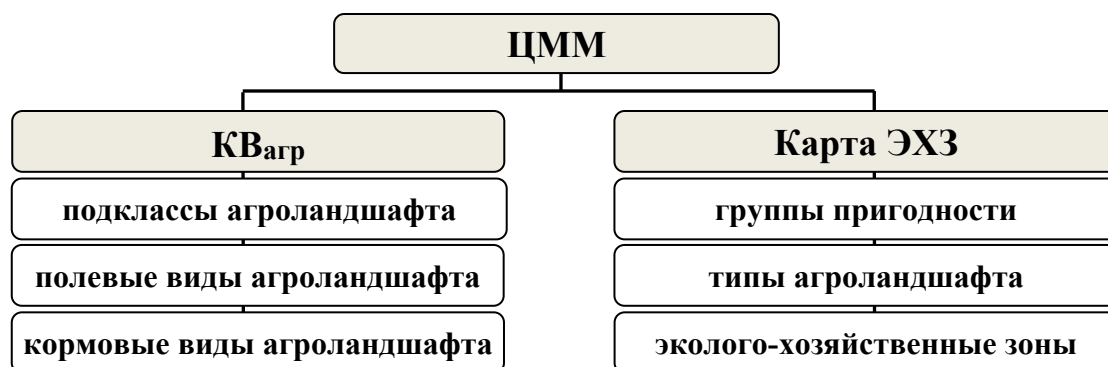 ЦММ
КВагр
Карта ЭХЗ
подклассы агроландшафта
группы пригодности
полевые виды агроландшафта
типы агроландшафта
кормовые виды агроландшафта
эколого-хозяйственные зоны